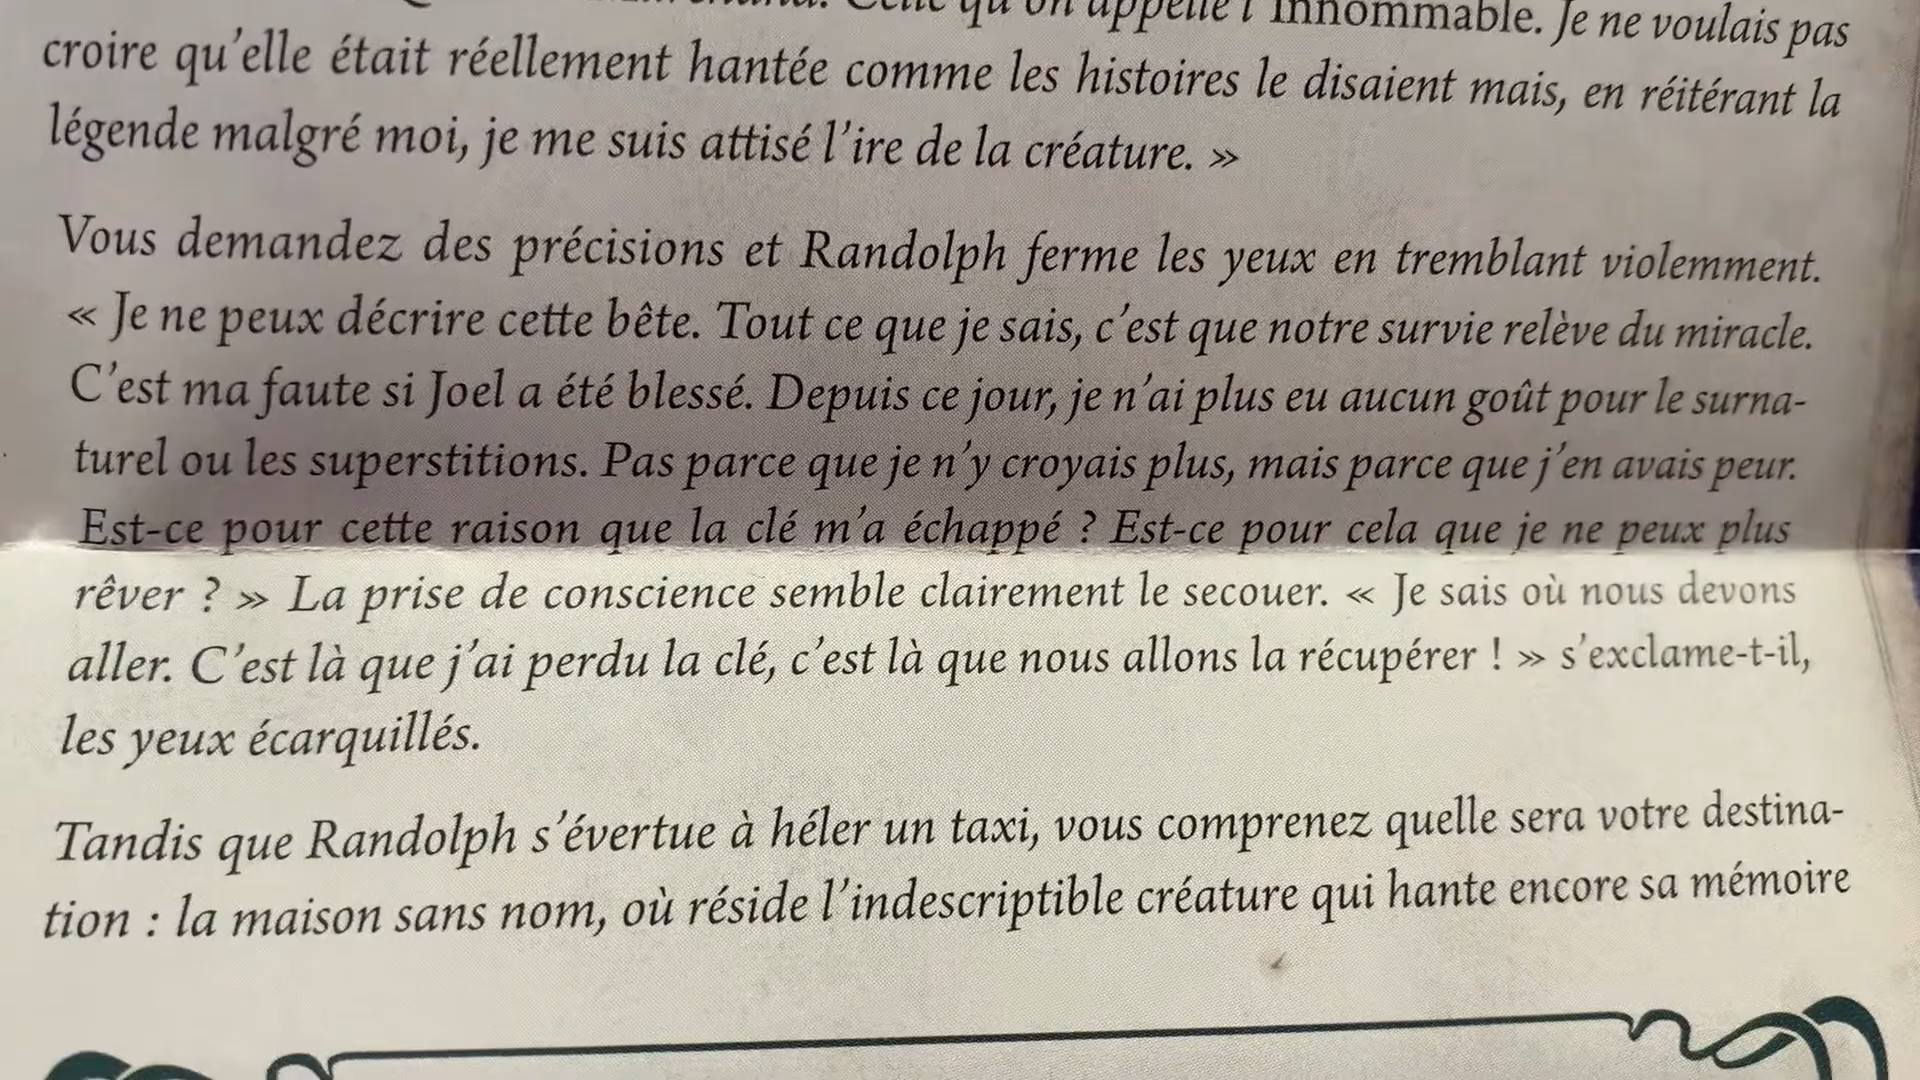 qu'on appelle l'Innommable. Je ne voulais pas
croire qu'elle était réellement hantée comme les histoires le disaient mais, en réitérant la
légende malgré moi, je me suis attisé l'ire de la créature. »
Vous demandez des précisions et Randolph ferme les yeux en tremblant violemment.
« Je ne peux décrire cette bête. Tout ce que je sais, c'est que notre survie relève du miracle.
C'est ma faute si Joel a été blessé. Depuis ce jour, je n'ai plus eu aucun goût pour le surna-
turel ou les superstitions. Pas parce que je n'y croyais plus, mais parce que j'en avais peur.
Est-ce pour cette raison que la clé m'a échappé ? Est-ce pour cela que je ne peux plus
rêver ? » La prise de conscience semble clairement le secouer. « Je sais où nous devons
aller. C'est là que j'ai perdu la clé, c'est là que nous allons la récupérer ! » s'exclame-t-il,
les yeux écarquillés.
Tandis que Randolph s'évertue à héler un taxi, vous comprenez quelle sera votre destina-
tion : la maison sans nom, où réside l'indescriptible créature qui hante encore sa mémoire